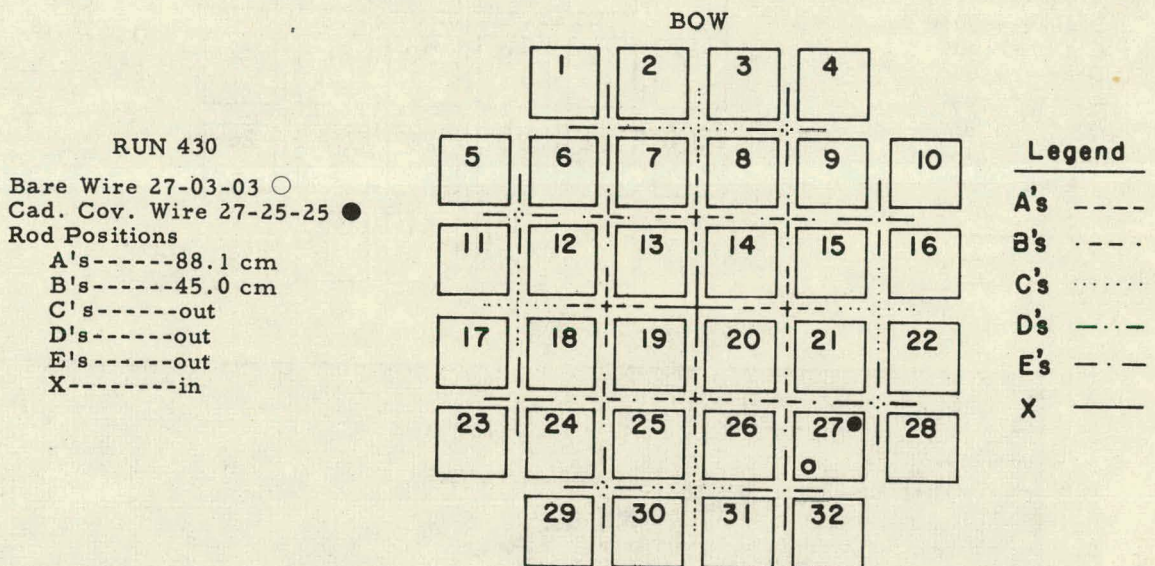 BOW
RUN 430
Bare Wire 27-03-03 ○
Cad. Cov. Wire 27-25-25 ●
Rod Positions
A's------88.1 cm
B's------45.0 cm
C's------out
D's------out
E's------out
X--------in
1 2 3 4
5 6 7 8 9 10
11 12 13 14 15 16
17 18 19 20 21 22
23 24 25 26 27 28
29 30 31 32
Legend
A's
B's
C's
D's
E's
X